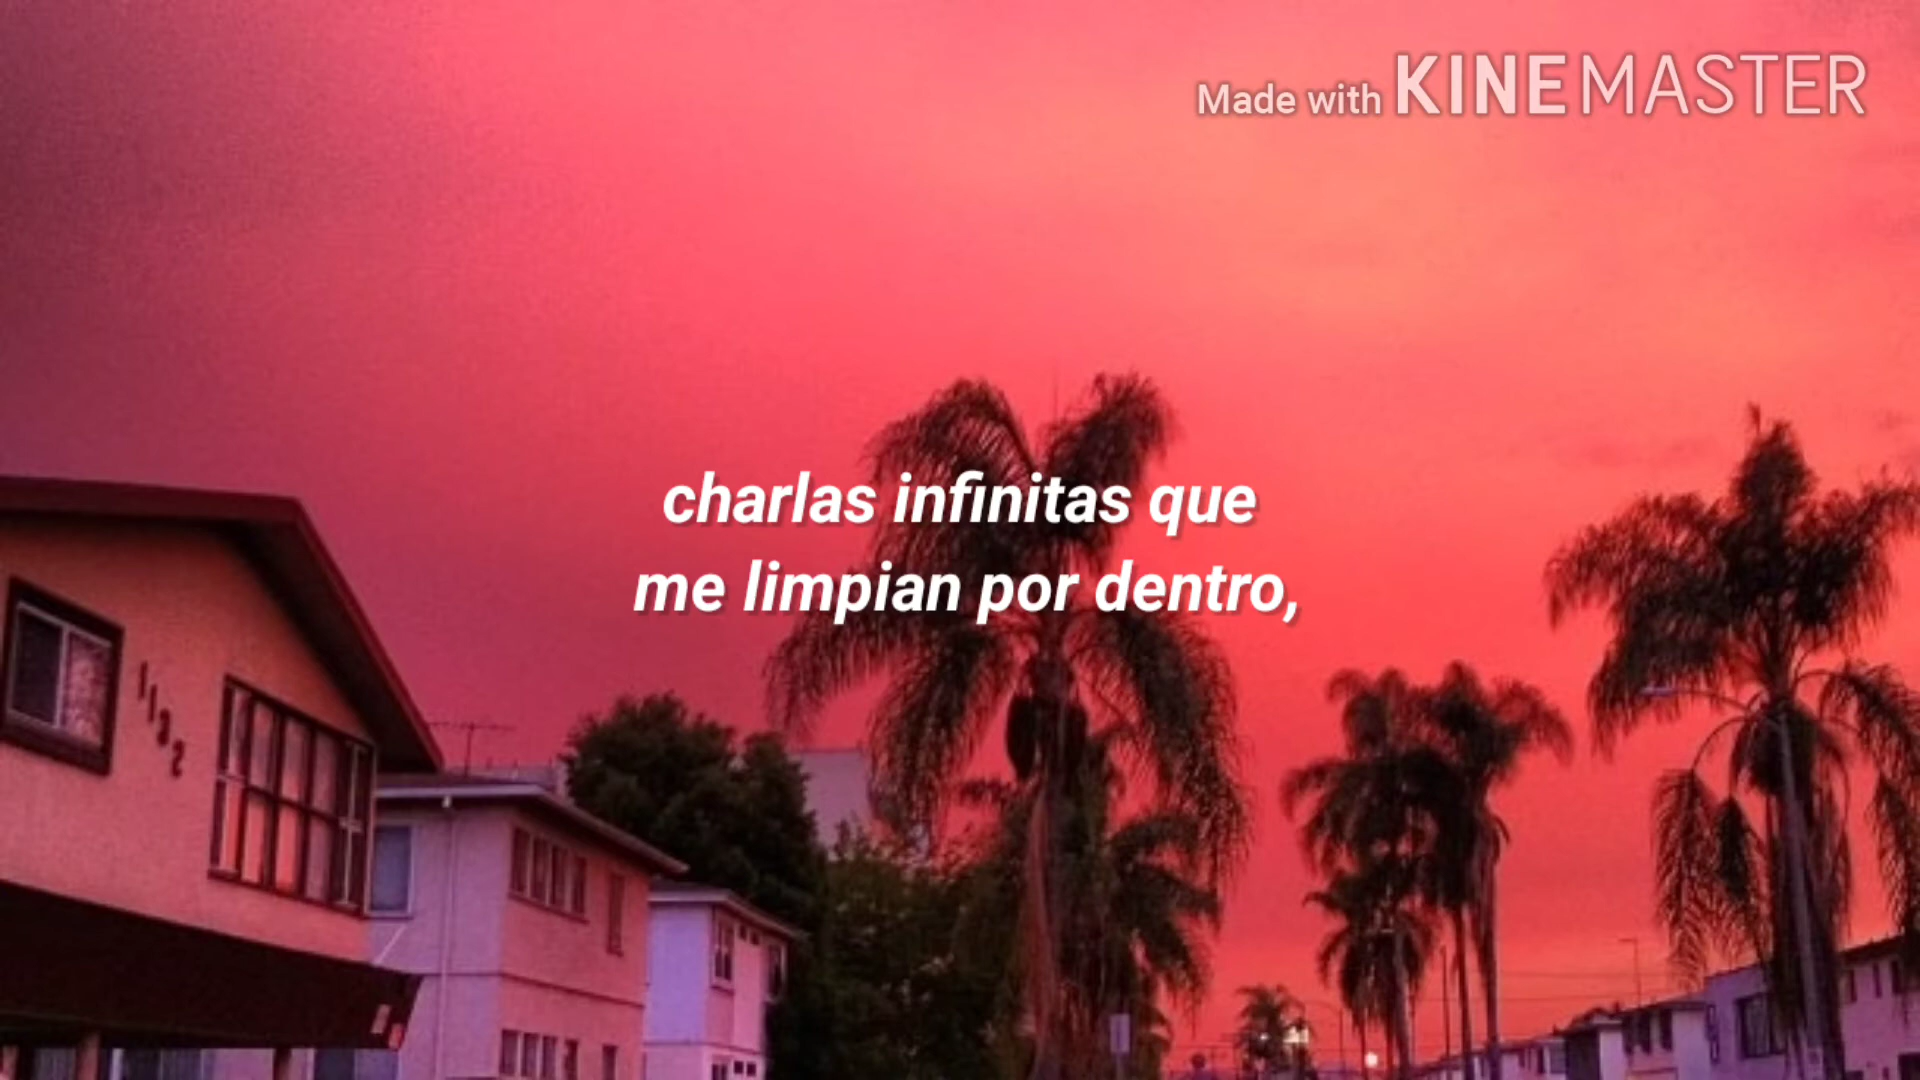 Made with KINEMASTER
charlas infinitas que
me limpian por dentro,
1132